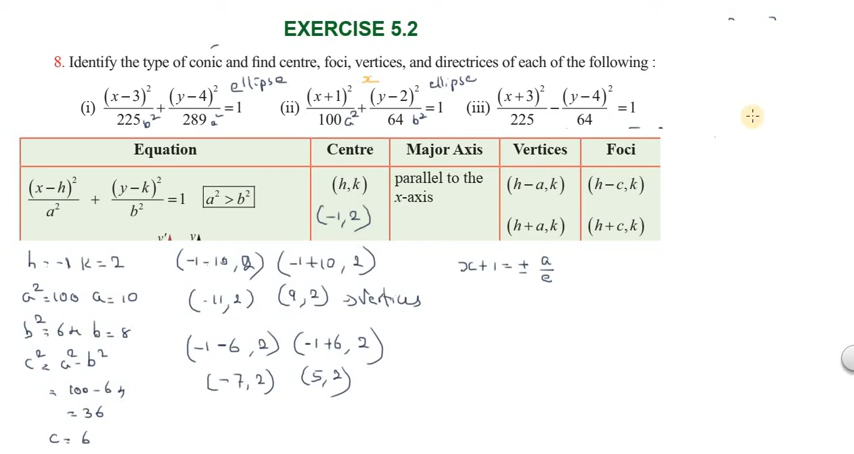 EXERCISE 5.2
8. Identify the type of conic and find centre, foci, vertices, and directrices of each of the following :
(i) (x−3)²/225 + (y−4)²/289 = 1 b² a² ellipse (ii) (x+1)²/100 + (y−2)²/64 = 1 a² b² x ellipse (iii) (x+3)²/225 − (y−4)²/64 = 1
Equation Centre Major Axis Vertices Foci
(x−h)²/a² + (y−k)²/b² = 1 a² > b² (h,k) parallel to the x-axis (h−a,k) (h−c,k)
(−1,2) (h+a,k) (h+c,k)
h = −1 k = 2 (−1−10, 2) (−1+10, 2) x+1 = ± a/e
a² = 100 a = 10 (−11, 2) (9, 2) → vertices
b² = 64 b = 8 (−1−6, 2) (−1+6, 2)
c² = a² − b² (−7, 2) (5, 2)
= 100 − 64
= 36
c = 6